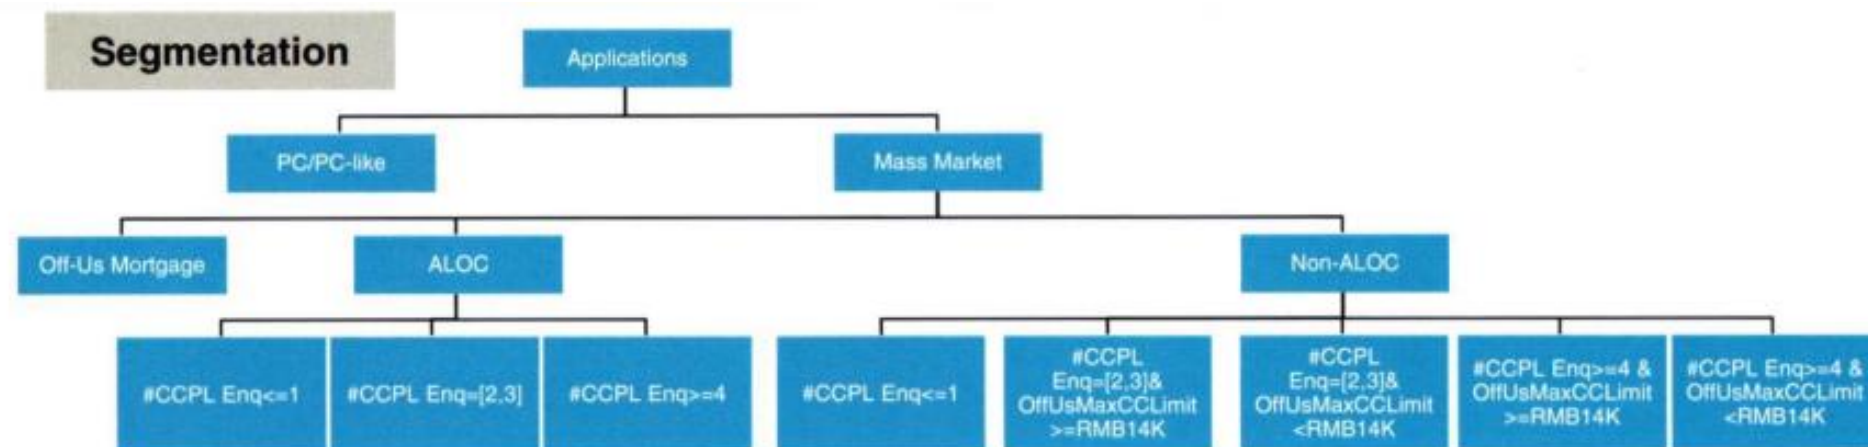 Segmentation
Applications
PC/PC-like
Mass Market
Off-Us Mortgage
ALOC
Non-ALOC
#CCPL Enq<=1
#CCPL Enq=[2,3]
#CCPL Enq>=4
#CCPL Enq<=1
#CCPL
Enq=[2,3]&
OffUsMaxCCLimit
>=RMB14K
#CCPL
Enq=[2,3]&
OffUsMaxCCLimit
<RMB14K
#CCPL Enq>=4 &
OffUsMaxCCLimit
>=RMB14K
#CCPL Enq>=4 &
OffUsMaxCCLimit
<RMB14K